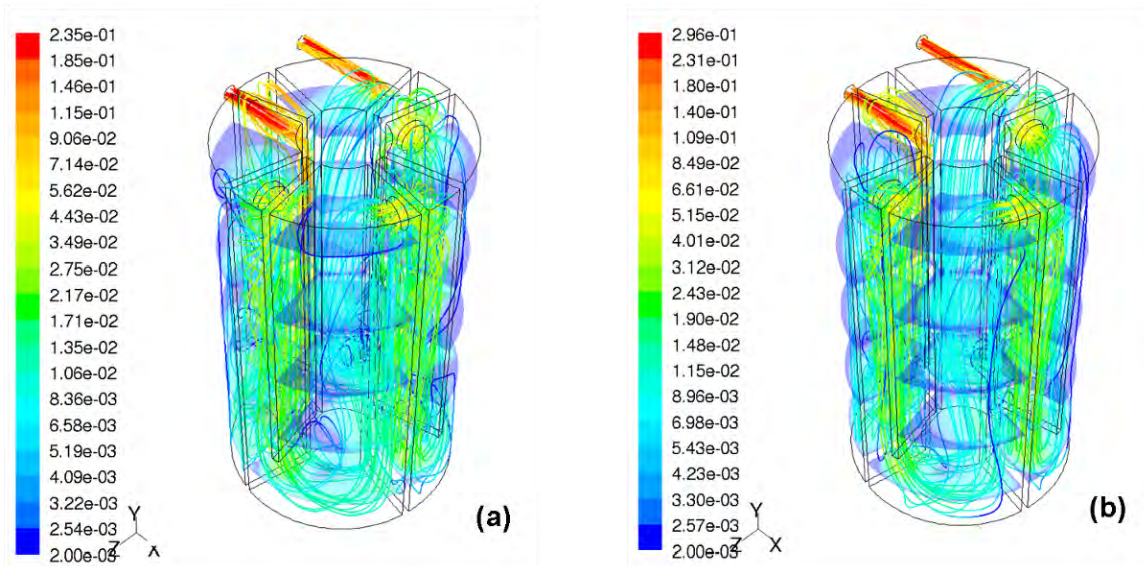 2.35e-01
1.85e-01
1.46e-01
1.15e-01
9.06e-02
7.14e-02
5.62e-02
4.43e-02
3.49e-02
2.75e-02
2.17e-02
1.71e-02
1.35e-02
1.06e-02
8.36e-03
6.58e-03
5.19e-03
4.09e-03
3.22e-03
2.54e-03
2.00e-03
Y
Z X
(a)
2.96e-01
2.31e-01
1.80e-01
1.40e-01
1.09e-01
8.49e-02
6.61e-02
5.15e-02
4.01e-02
3.12e-02
2.43e-02
1.90e-02
1.48e-02
1.15e-02
8.96e-03
6.98e-03
5.43e-03
4.23e-03
3.30e-03
2.57e-03
2.00e-03
Y
Z X
(b)